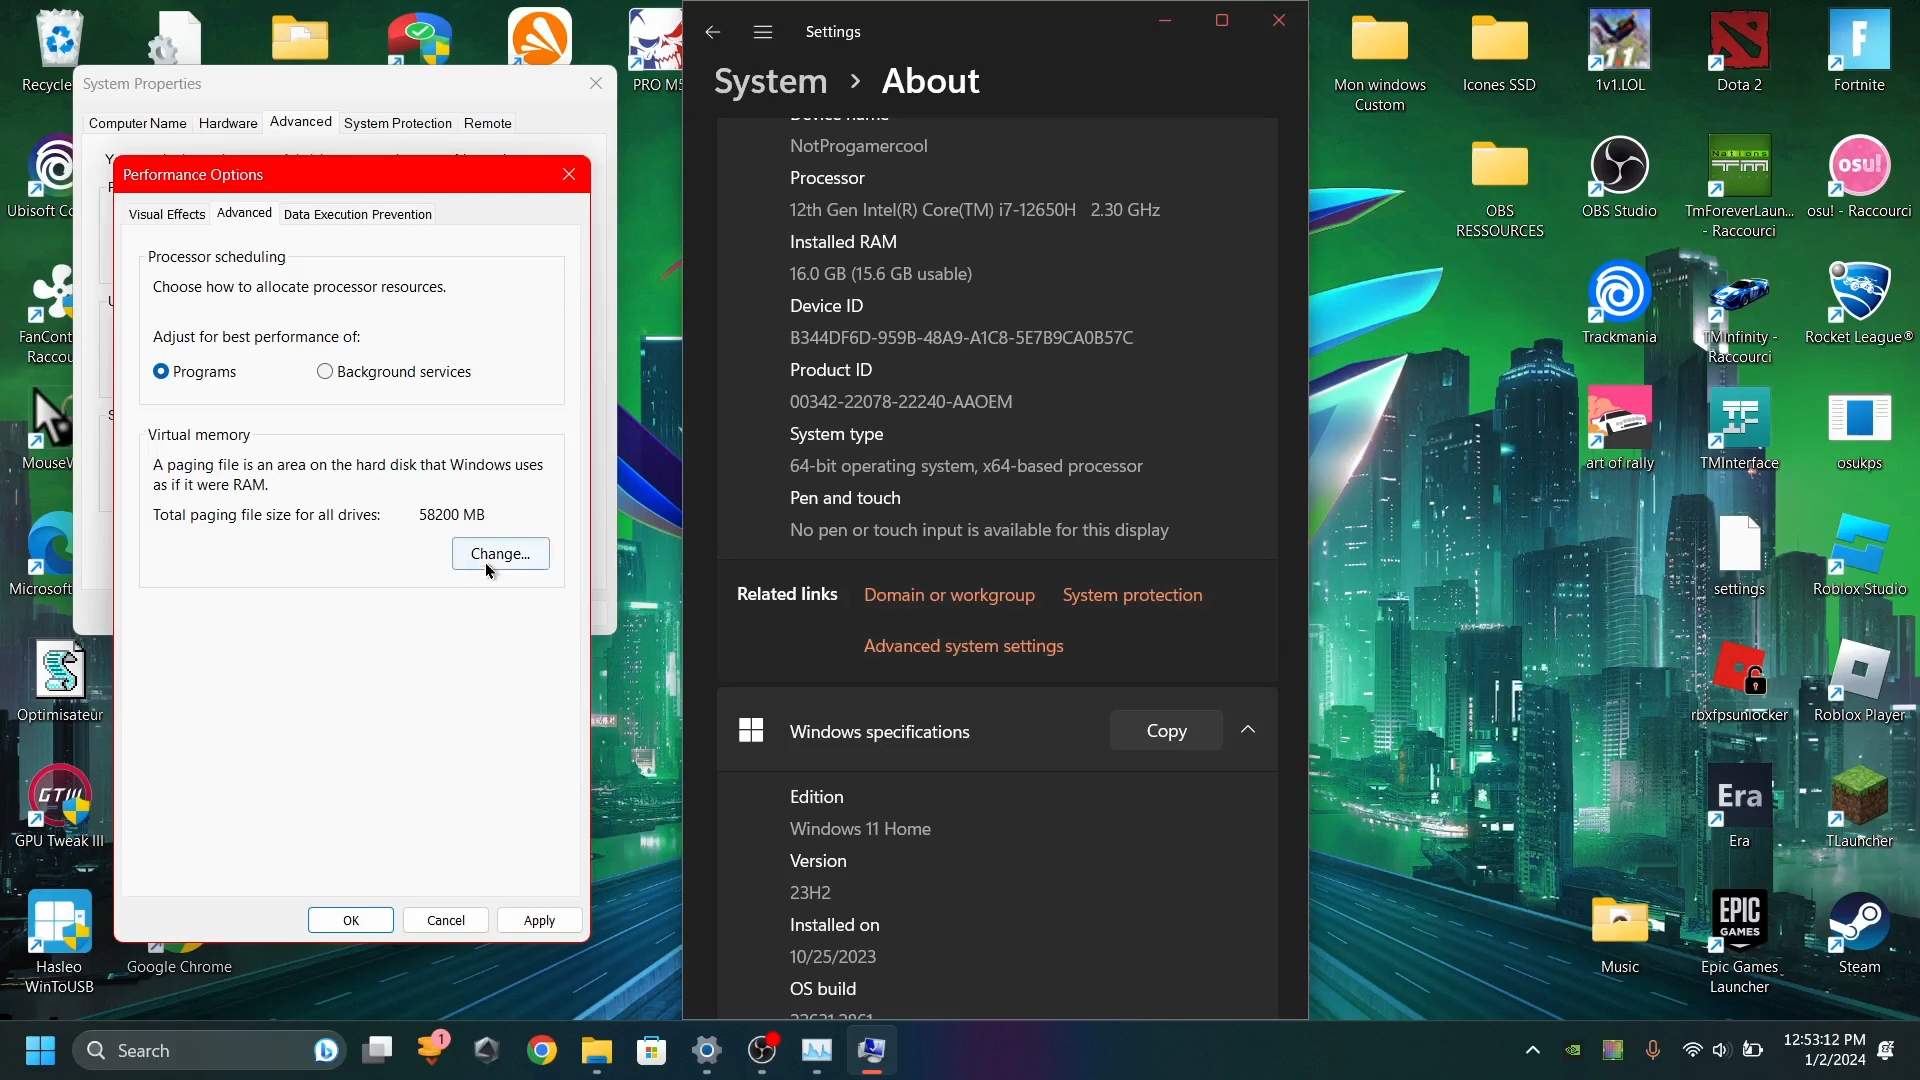 Recycle
PRO M5
System Properties
Computer Name
Hardware
Advanced
System Protection
Remote
Performance Options
Visual Effects
Advanced
Data Execution Prevention
Processor scheduling
Choose how to allocate processor resources.
Adjust for best performance of:
Programs
Background services
Virtual memory
A paging file is an area on the hard disk that Windows uses
as if it were RAM.
Total paging file size for all drives:
58200 MB
Change...
OK
Cancel
Apply
Ubisoft Co
FanCont
Raccou
MouseW
Microsoft
Optimisateur
GTIII
GPU Tweak III
Hasleo
WinToUSB
Google Chrome
Settings
System
About
NotProgamercool
Processor
12th Gen Intel(R) Core(TM) i7-12650H 2.30 GHz
Installed RAM
16.0 GB (15.6 GB usable)
Device ID
B344DF6D-959B-48A9-A1C8-5E7B9CA0B57C
Product ID
00342-22078-22240-AAOEM
System type
64-bit operating system, x64-based processor
Pen and touch
No pen or touch input is available for this display
Related links
Domain or workgroup
System protection
Advanced system settings
Windows specifications
Copy
Edition
Windows 11 Home
Version
23H2
Installed on
10/25/2023
OS build
Mon windows
Custom
Icones SSD
11
1v1.LOL
Dota 2
F
Fortnite
OBS
RESSOURCES
OBS Studio
Nations
TmForeverLaun...
- Raccourci
osu!
osu! - Raccourci
Trackmania
TMInfinity -
Raccourci
Rocket League®
art of rally
TMInterface
osukps
settings
Roblox Studio
rbxfpsunlocker
Roblox Player
Era
Era
TLauncher
Music
EPIC
GAMES
Epic Games
Launcher
Steam
Search
1
12:53:12 PM
1/2/2024